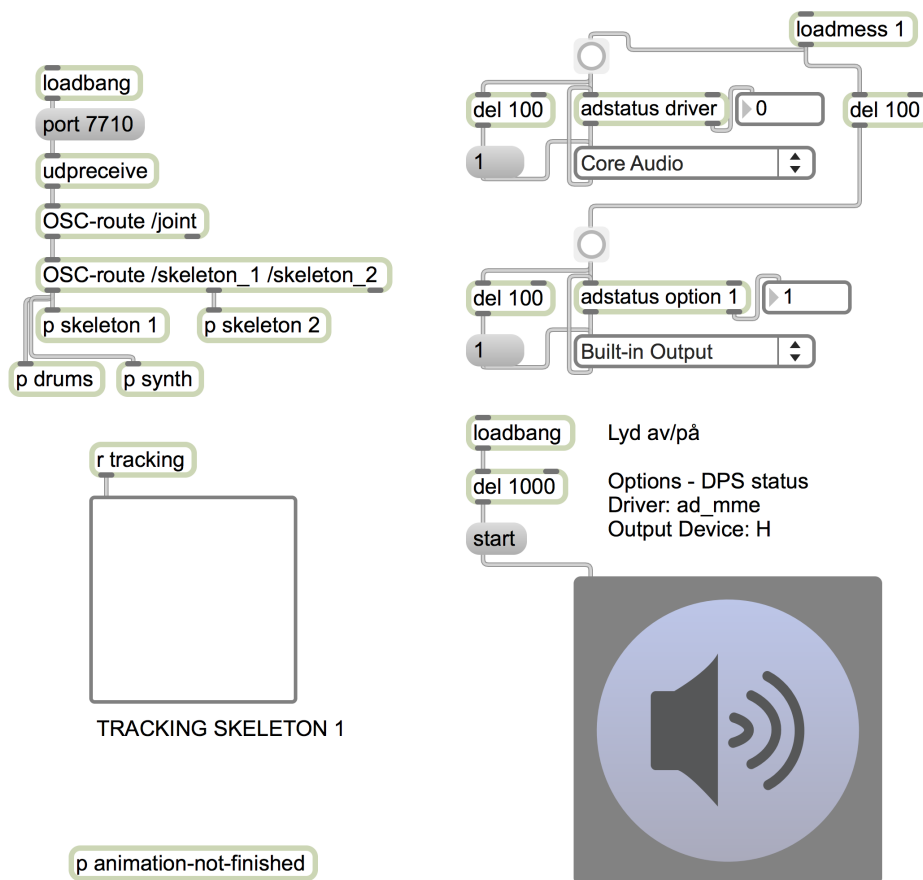 loadbang
port 7710
udpreceive
OSC-route /joint
OSC-route /skeleton_1 /skeleton_2
p skeleton 1
p skeleton 2
p drums
p synth
r tracking
TRACKING SKELETON 1
p animation-not-finished
loadmess 1
del 100
adstatus driver
0
del 100
1
Core Audio
del 100
adstatus option 1
1
1
Built-in Output
loadbang
Lyd av/på
del 1000
Options - DPS status
Driver: ad_mme
Output Device: H
start